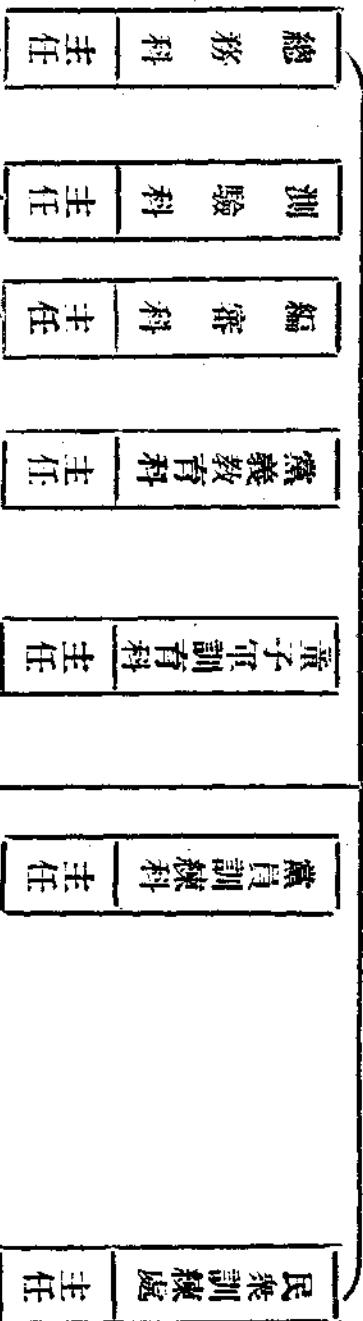 民衆訓練處 主任
黨員訓練科 主任
童子軍訓育科 主任
黨義教育科 主任
編審科 主任
測驗科 主任
總務科 主任